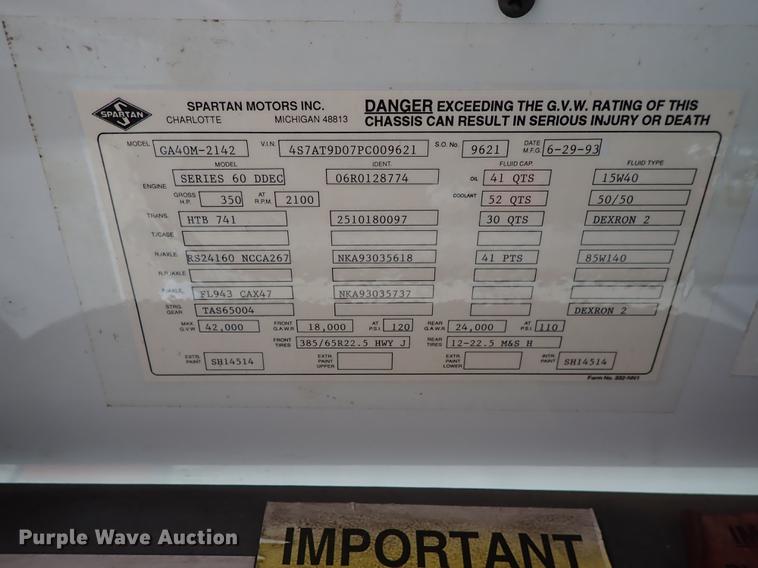 SPARTAN
SPARTAN MOTORS INC.
CHARLOTTE MICHIGAN 48813
DANGER EXCEEDING THE G.V.W. RATING OF THIS
CHASSIS CAN RESULT IN SERIOUS INJURY OR DEATH
MODEL GA40M-2142 V.I.N. 4S7AT9D07PC009621 S.O. No. 9621 DATE M.F.G. 6-29-93
MODEL IDENT. FLUID CAP. FLUID TYPE
ENGINE SERIES 60 DDEC 06R0128774 OIL 41 QTS 15W40
GROSS H.P. 350 AT R.P.M. 2100 COOLANT 52 QTS 50/50
TRANS. HTB 741 2510180097 30 QTS DEXRON 2
T/CASE
R/AXLE RS24160 NCCA267 NKA93035618 41 PTS 85W140
R.P./AXLE
F/AXLE FL943 CAX47 NKA93035737
STRG. GEAR TAS65004 DEXRON 2
MAX. G.V.W. 42,000 FRONT G.A.W.R. 18,000 AT P.S.I. 120 REAR G.A.W.R. 24,000 AT P.S.I. 110
FRONT TIRES 385/65R22.5 HWY J REAR TIRES 12-22.5 M&S H
EXTR. PAINT SH14514 EXTR. PAINT UPPER EXTR. PAINT LOWER INTR. PAINT SH14514
Purple Wave Auction
IMPORTANT